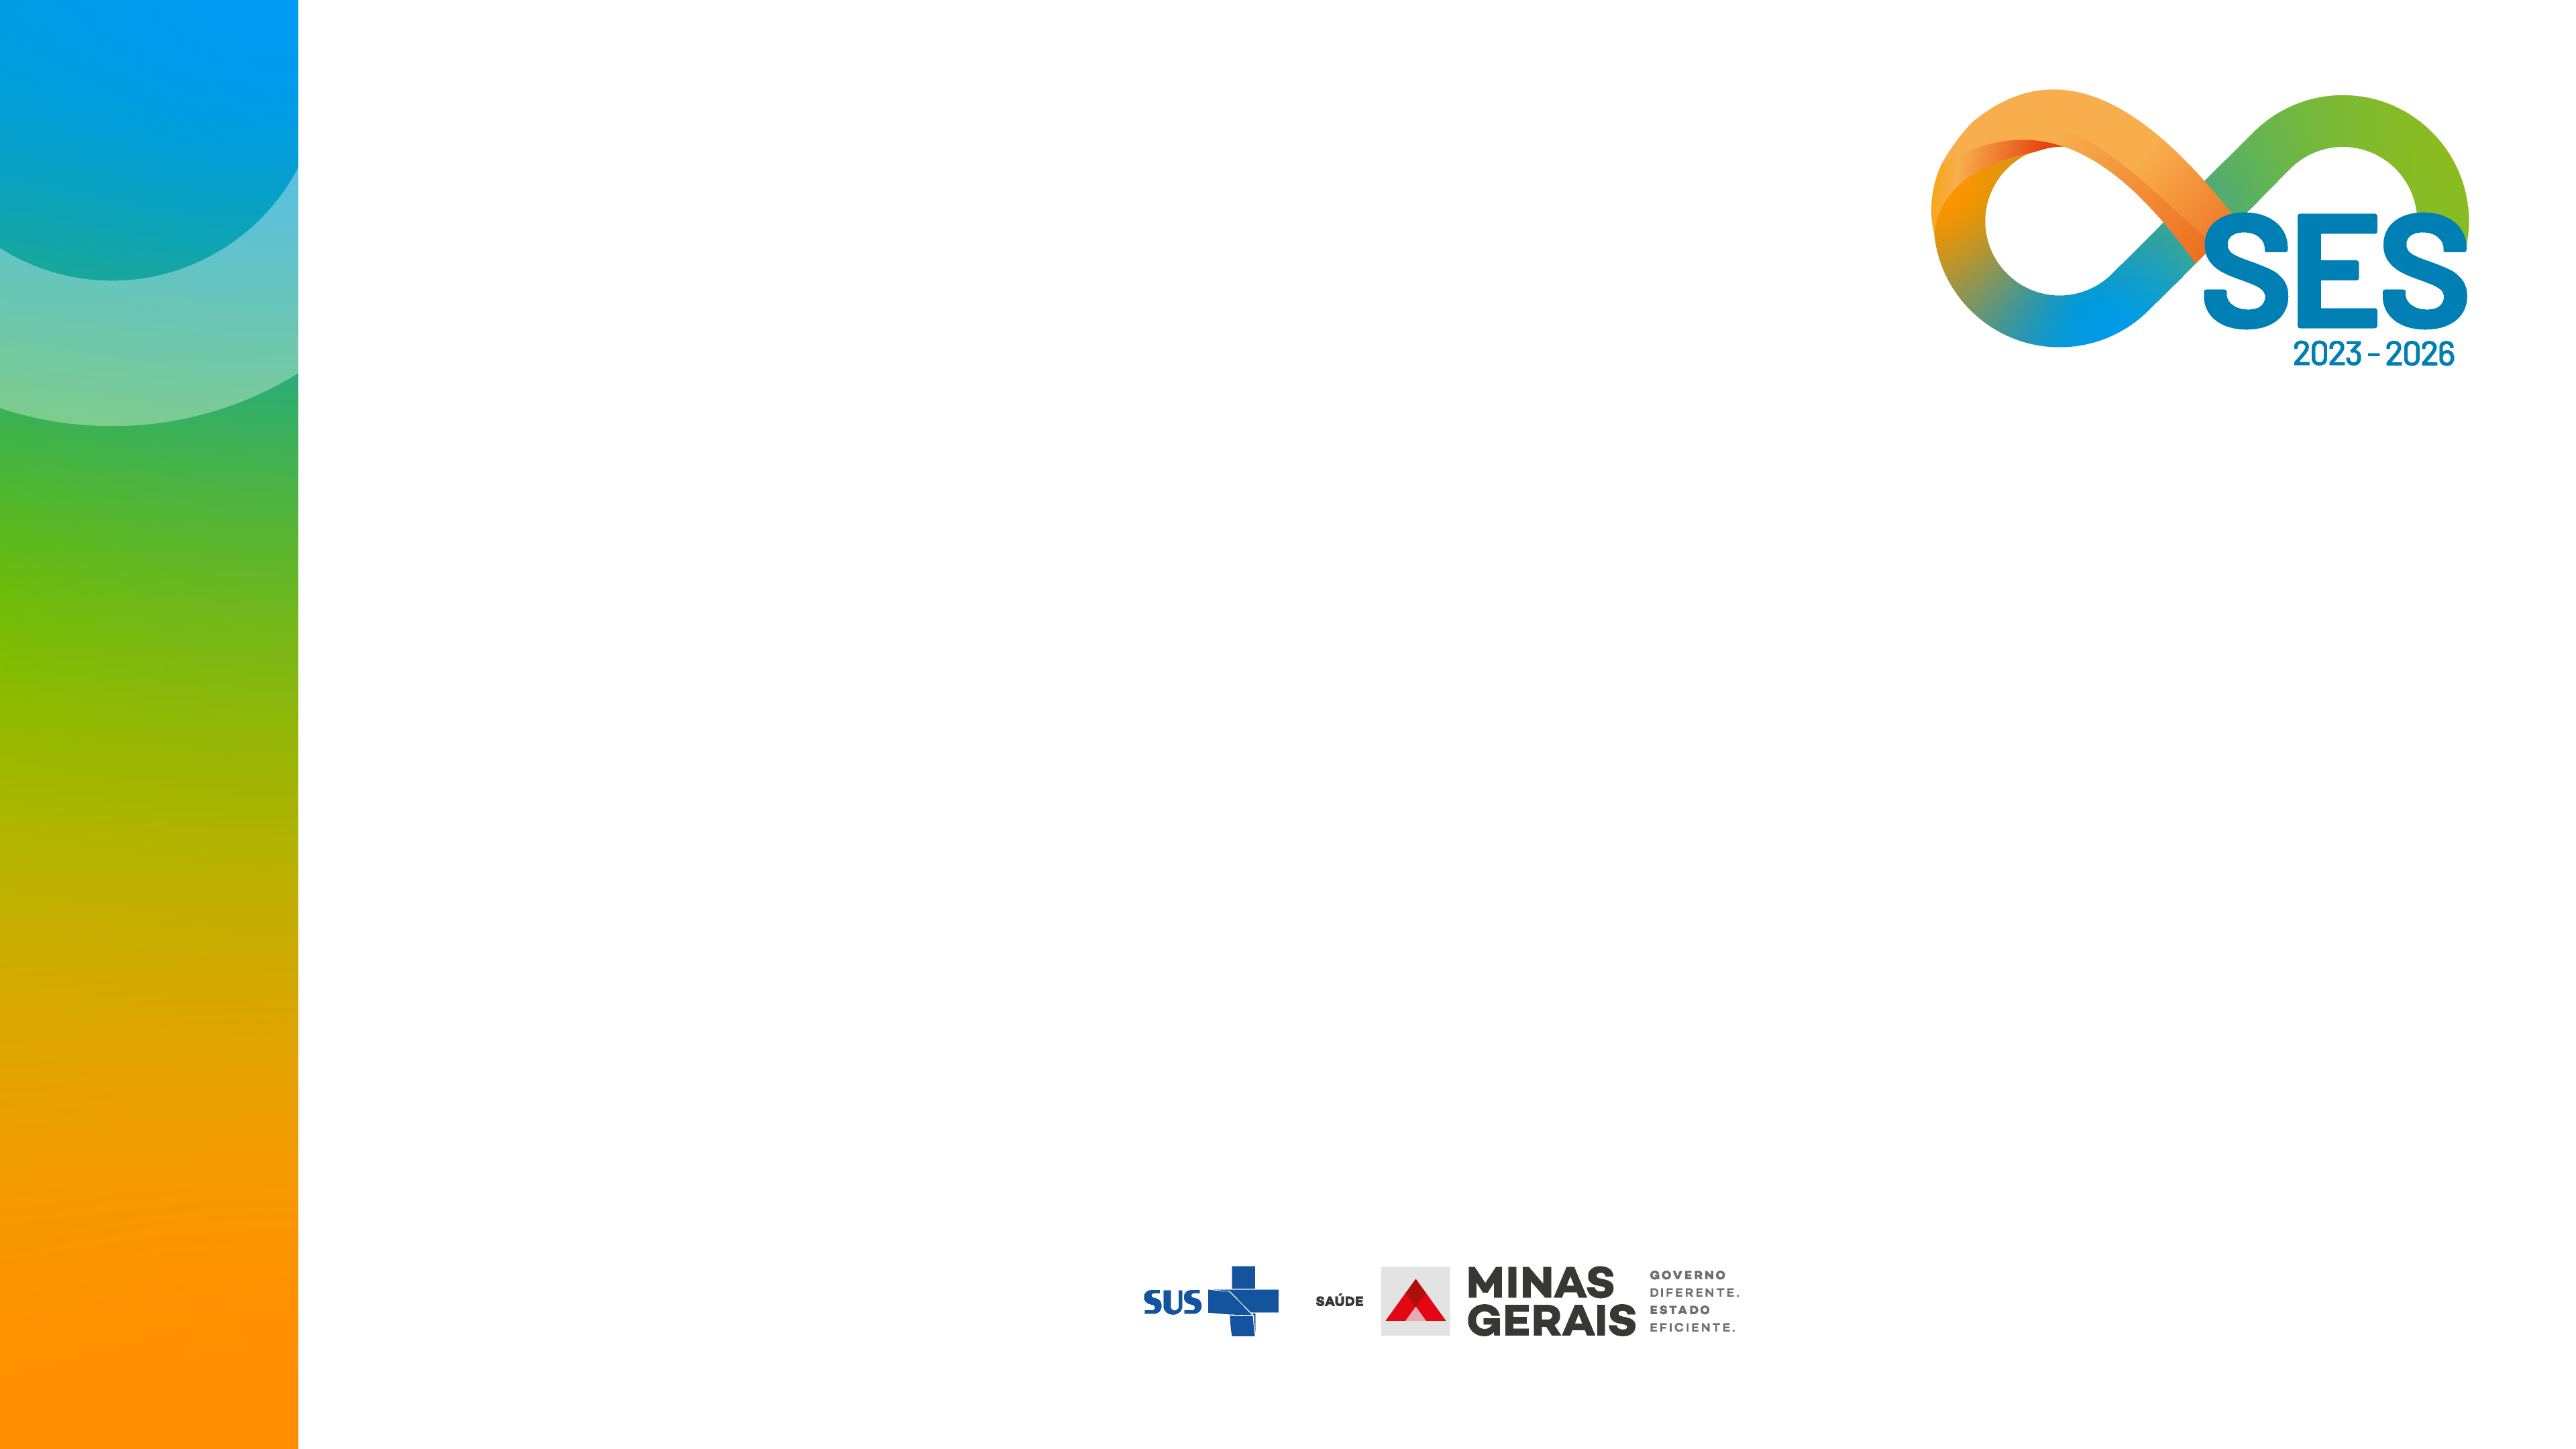 SES
2023 - 2026
SUS
SAÚDE
MINAS
GERAIS
GOVERNO
DIFERENTE.
ESTADO
EFICIENTE.